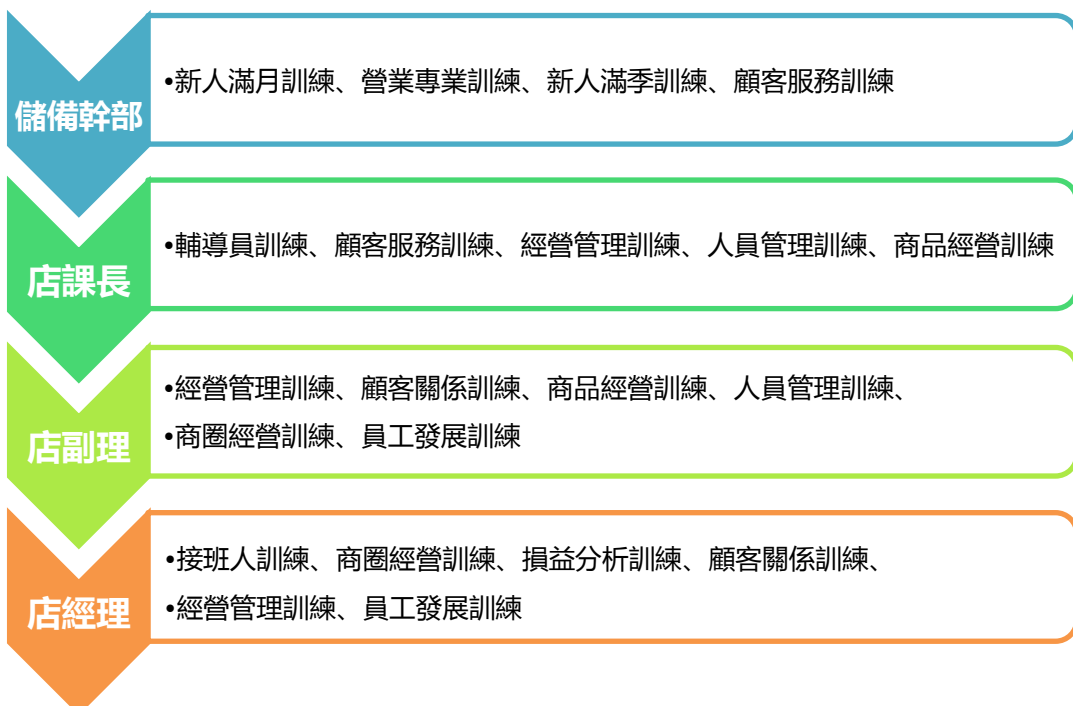 儲備幹部
•新人滿月訓練、營業專業訓練、新人滿季訓練、顧客服務訓練
店課長
•輔導員訓練、顧客服務訓練、經營管理訓練、人員管理訓練、商品經營訓練
店副理
•經營管理訓練、顧客關係訓練、商品經營訓練、人員管理訓練、
•商圈經營訓練、員工發展訓練
店經理
•接班人訓練、商圈經營訓練、損益分析訓練、顧客關係訓練、
•經營管理訓練、員工發展訓練